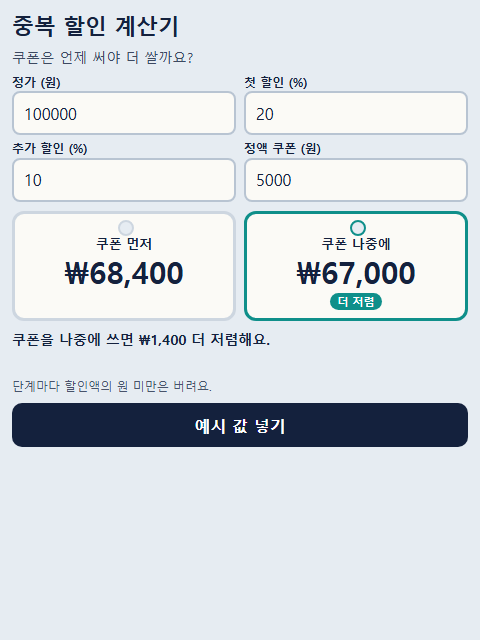 중복 할인 계산기
쿠폰은 언제 써야 더 쌀까요?
정가 (원)
첫 할인 (%)
100000
20
추가 할인 (%)
정액 쿠폰 (원)
10
5000
쿠폰 먼저
₩68,400
쿠폰 나중에
₩67,000
더 저렴
쿠폰을 나중에 쓰면 ₩1,400 더 저렴해요.
단계마다 할인액의 원 미만은 버려요.
예시 값 넣기